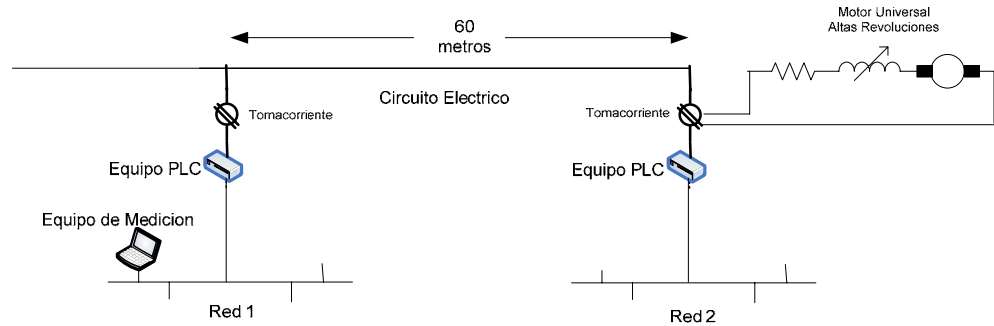 60
metros
Motor Universal
Altas Revoluciones
Circuito Electrico
Tomacorriente
Tomacorriente
Equipo PLC
Equipo PLC
Equipo de Medicion
Red 1
Red 2